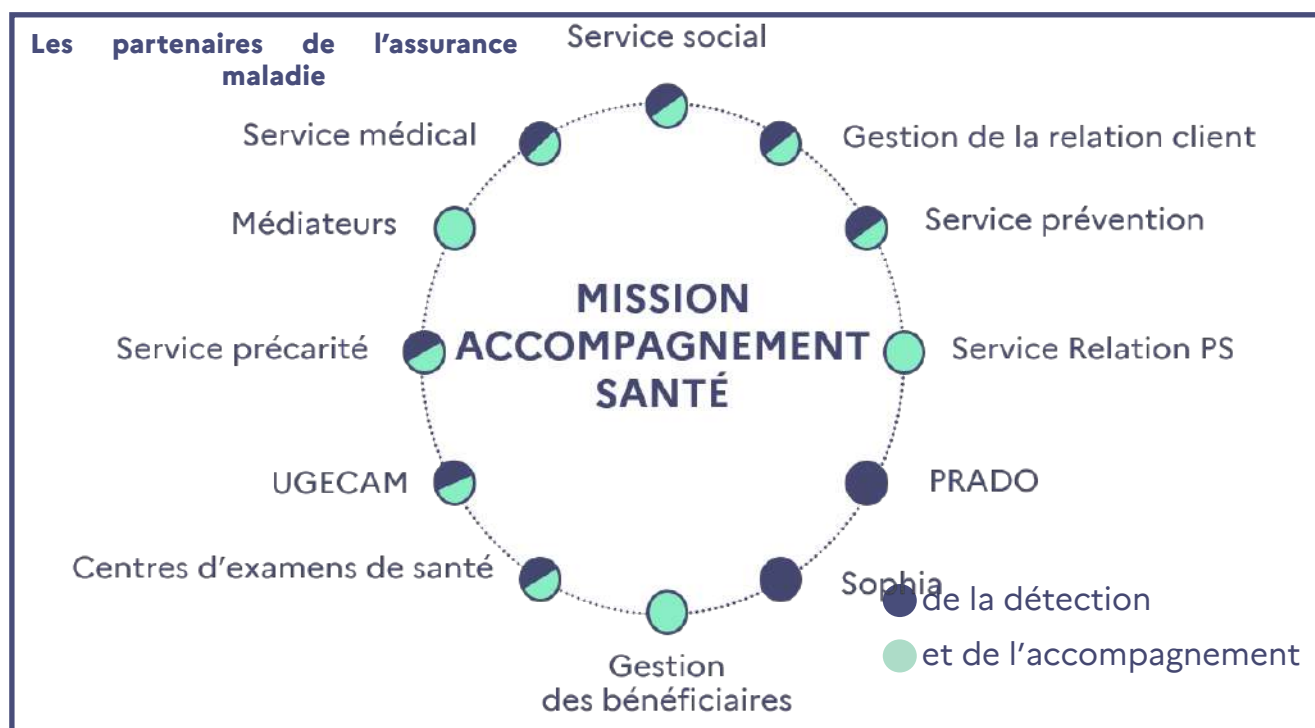 Les partenaires de l'assurance
maladie
Service social
Service médical
Gestion de la relation client
Médiateurs
Service prévention
MISSION
ACCOMPAGNEMENT
SANTÉ
Service précarité
Service Relation PS
UGECAM
PRADO
Centres d'examens de santé
Sophia
de la détection
et de l'accompagnement
Gestion
des bénéficiaires